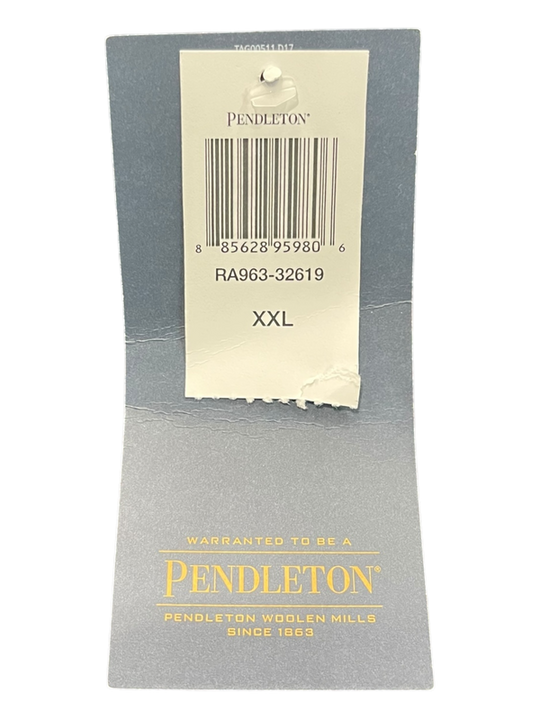 TAG00511 D17
PENDLETON®
8 85628 95980 6
RA963-32619
XXL
WARRANTED TO BE A
PENDLETON®
PENDLETON WOOLEN MILLS
SINCE 1863